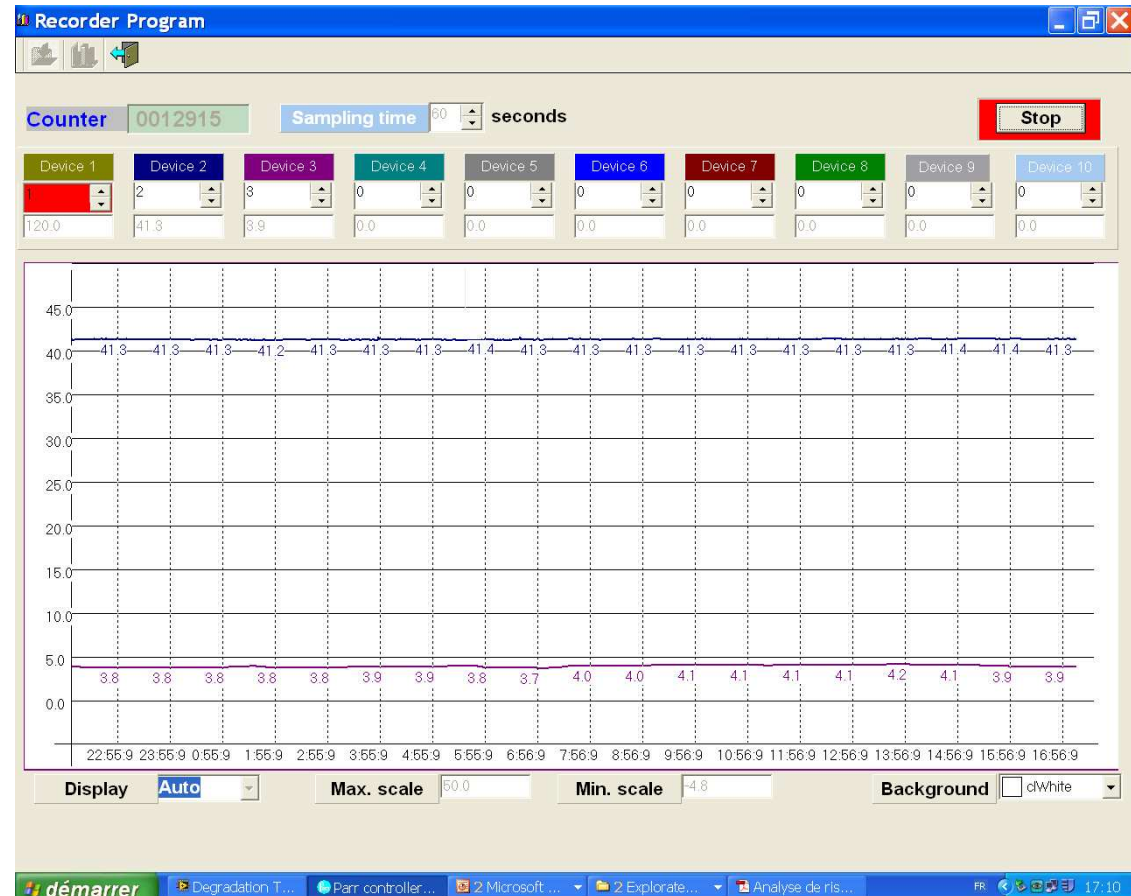 Recorder Program
Counter 0012915 Sampling time 60 seconds Stop
Device 1 Device 2 Device 3 Device 4 Device 5 Device 6 Device 7 Device 8 Device 9 Device 10
1 2 3 0 0 0 0 0 0 0
120.0 41.3 3.9 0.0 0.0 0.0 0.0 0.0 0.0 0.0
45.0
40.0 41.3 41.3 41.3 41.2 41.3 41.3 41.3 41.4 41.3 41.3 41.3 41.3 41.3 41.3 41.3 41.3 41.4 41.4 41.3
35.0
30.0
25.0
20.0
15.0
10.0
5.0
3.8 3.8 3.8 3.8 3.8 3.9 3.9 3.8 3.7 4.0 4.0 4.1 4.1 4.1 4.1 4.2 4.1 3.9 3.9
0.0
22:55:9 23:55:9 0:55:9 1:55:9 2:55:9 3:55:9 4:55:9 5:55:9 6:56:9 7:56:9 8:56:9 9:56:9 10:56:9 11:56:9 12:56:9 13:56:9 14:56:9 15:56:9 16:56:9
Display Auto Max. scale 50.0 Min. scale -4.8 Background clWhite
démarrer Degradation T... Parr controller... 2 Microsoft ... 2 Explorate... Analyse de ris... FR 17:10